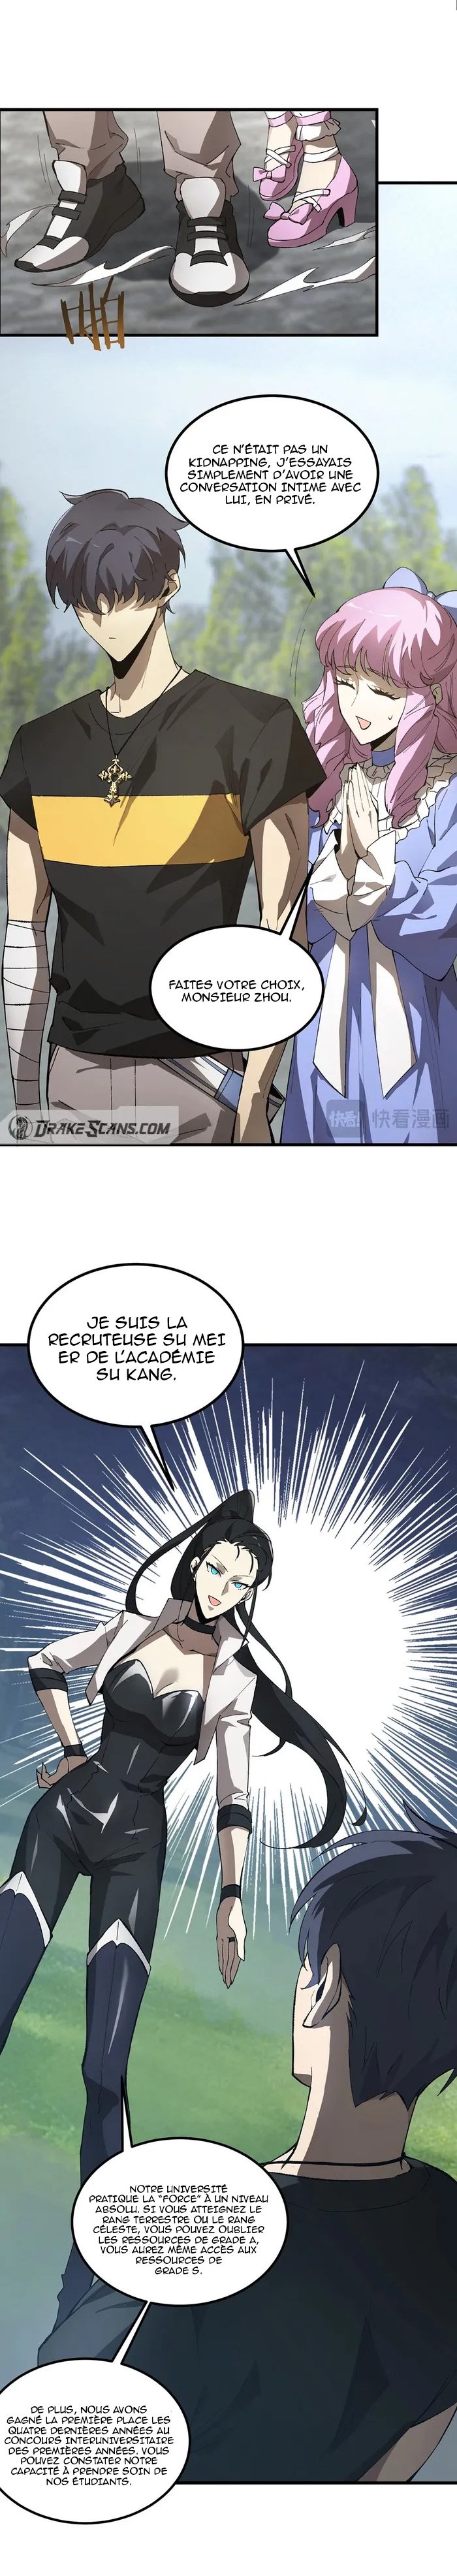 CE N'ÉTAIT PAS UN
KIDNAPPING, J'ESSAYAIS
SIMPLEMENT D'AVOIR UNE
CONVERSATION INTIME AVEC
LUI, EN PRIVÉ.
FAITES VOTRE CHOIX,
MONSIEUR ZHOU.
DRAKESCANS.COM
快看 快看漫画
JE SUIS LA
RECRUTEUSE SU MEI
ER DE L'ACADÉMIE
SU KANG.
NOTRE UNIVERSITÉ
PRATIQUE LA "FORCE" À UN NIVEAU
ABSOLU. SI VOUS ATTEIGNEZ LE
RANG TERRESTRE OU LE RANG
CÉLESTE, VOUS POUVEZ OUBLIER
LES RESSOURCES DE GRADE A,
VOUS AUREZ MÊME ACCÈS AUX
RESSOURCES DE
GRADE S.
DE PLUS, NOUS AVONS
GAGNÉ LA PREMIÈRE PLACE LES
QUATRE DERNIÈRES ANNÉES AU
CONCOURS INTERUNIVERSITAIRE
DES PREMIÈRES ANNÉES. VOUS
POUVEZ CONSTATER NOTRE
CAPACITÉ À PRENDRE SOIN DE
NOS ÉTUDIANTS.